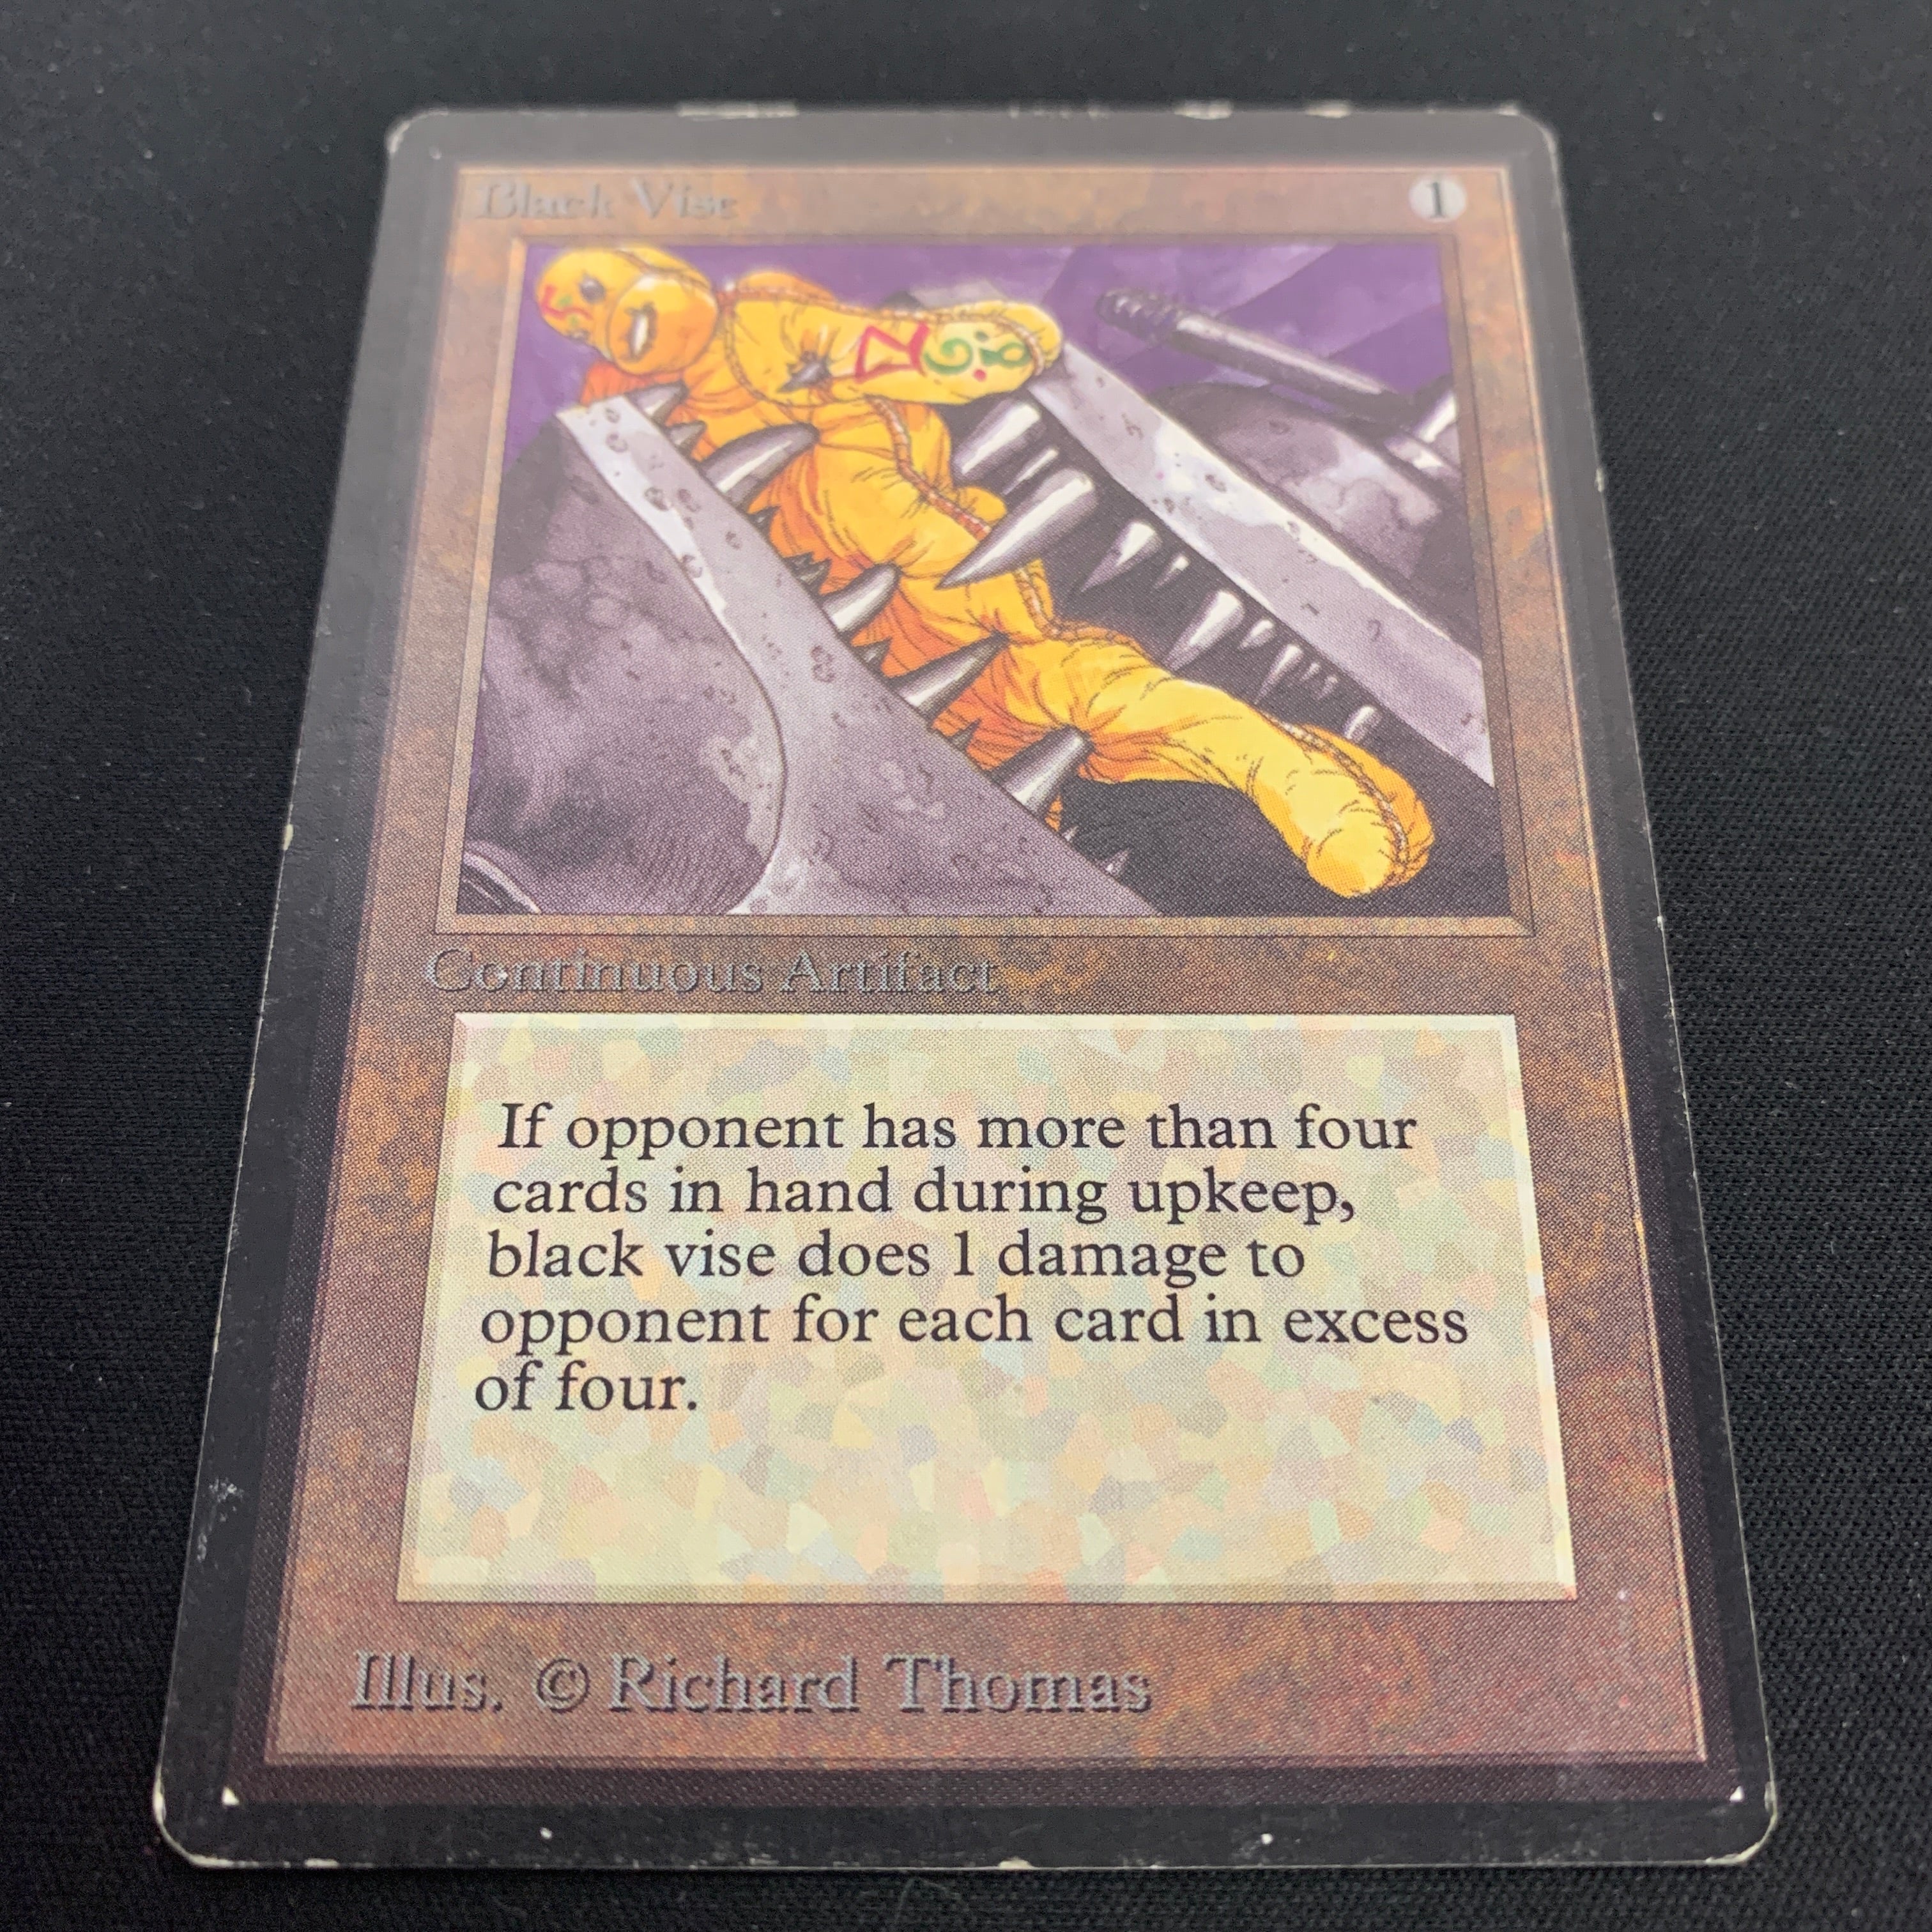 Black Vise 1
Continuous Artifact
If opponent has more than four
cards in hand during upkeep,
black vise does 1 damage to
opponent for each card in excess
of four.
Illus. © Richard Thomas